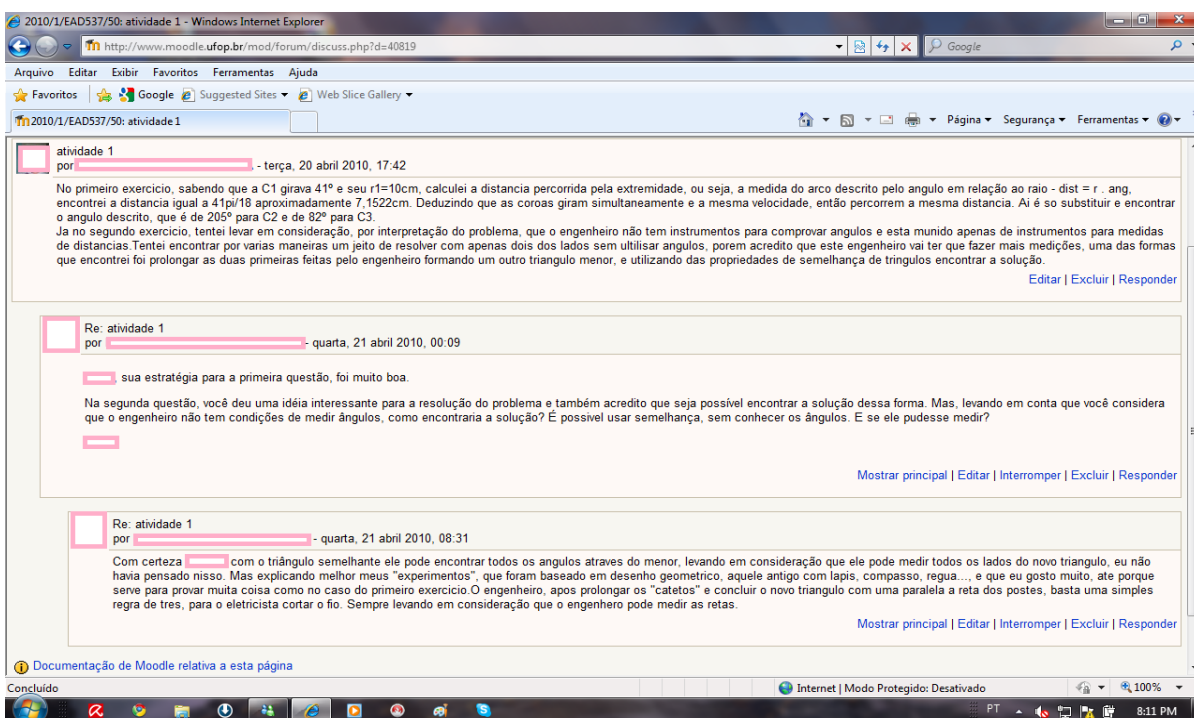 2010/1/EAD537/50: atividade 1 - Windows Internet Explorer
http://www.moodle.ufop.br/mod/forum/discuss.php?d=40819
Google
Arquivo Editar Exibir Favoritos Ferramentas Ajuda
Favoritos Google Suggested Sites Web Slice Gallery
2010/1/EAD537/50: atividade 1
Página Segurança Ferramentas
atividade 1
por - terça, 20 abril 2010, 17:42
No primeiro exercicio, sabendo que a C1 girava 41º e seu r1=10cm, calculei a distancia percorrida pela extremidade, ou seja, a medida do arco descrito pelo angulo em relação ao raio - dist = r . ang,
encontrei a distancia igual a 41pi/18 aproximadamente 7,1522cm. Deduzindo que as coroas giram simultaneamente e a mesma velocidade, então percorrem a mesma distancia. Ai é so substituir e encontrar
o angulo descrito, que é de 205º para C2 e de 82º para C3.
Ja no segundo exercicio, tentei levar em consideração, por interpretação do problema, que o engenheiro não tem instrumentos para comprovar angulos e esta munido apenas de instrumentos para medidas
de distancias.Tentei encontrar por varias maneiras um jeito de resolver com apenas dois dos lados sem ultilisar angulos, porem acredito que este engenheiro vai ter que fazer mais medições, uma das formas
que encontrei foi prolongar as duas primeiras feitas pelo engenheiro formando um outro triangulo menor, e utilizando das propriedades de semelhança de tringulos encontrar a solução.
Editar | Excluir | Responder
Re: atividade 1
por - quarta, 21 abril 2010, 00:09
, sua estratégia para a primeira questão, foi muito boa.
Na segunda questão, você deu uma idéia interessante para a resolução do problema e também acredito que seja possível encontrar a solução dessa forma. Mas, levando em conta que você considera
que o engenheiro não tem condições de medir ângulos, como encontraria a solução? É possivel usar semelhança, sem conhecer os ângulos. E se ele pudesse medir?
Mostrar principal | Editar | Interromper | Excluir | Responder
Re: atividade 1
por - quarta, 21 abril 2010, 08:31
Com certeza com o triângulo semelhante ele pode encontrar todos os angulos atraves do menor, levando em consideração que ele pode medir todos os lados do novo triangulo, eu não
havia pensado nisso. Mas explicando melhor meus "experimentos", que foram baseado em desenho geometrico, aquele antigo com lapis, compasso, regua..., e que eu gosto muito, ate porque
serve para provar muita coisa como no caso do primeiro exercicio.O engenheiro, apos prolongar os "catetos" e concluir o novo triangulo com uma paralela a reta dos postes, basta uma simples
regra de tres, para o eletricista cortar o fio. Sempre levando em consideração que o engenhero pode medir as retas.
Mostrar principal | Editar | Interromper | Excluir | Responder
Documentação de Moodle relativa a esta página
Concluído Internet | Modo Protegido: Desativado 100%
PT 8:11 PM